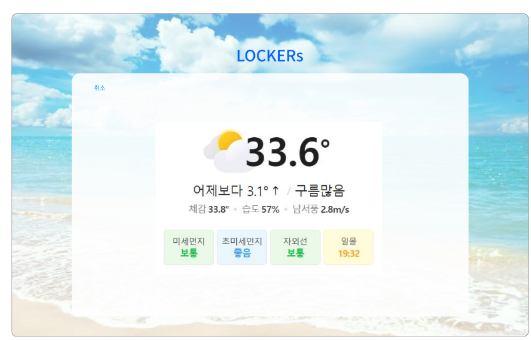 LOCKERs
취소
33.6°
어제보다 3.1° ↑ / 구름많음
체감 33.8° • 습도 57% • 남서풍 2.8m/s
미세먼지 초미세먼지 자외선 일몰
보통 좋음 보통 19:32